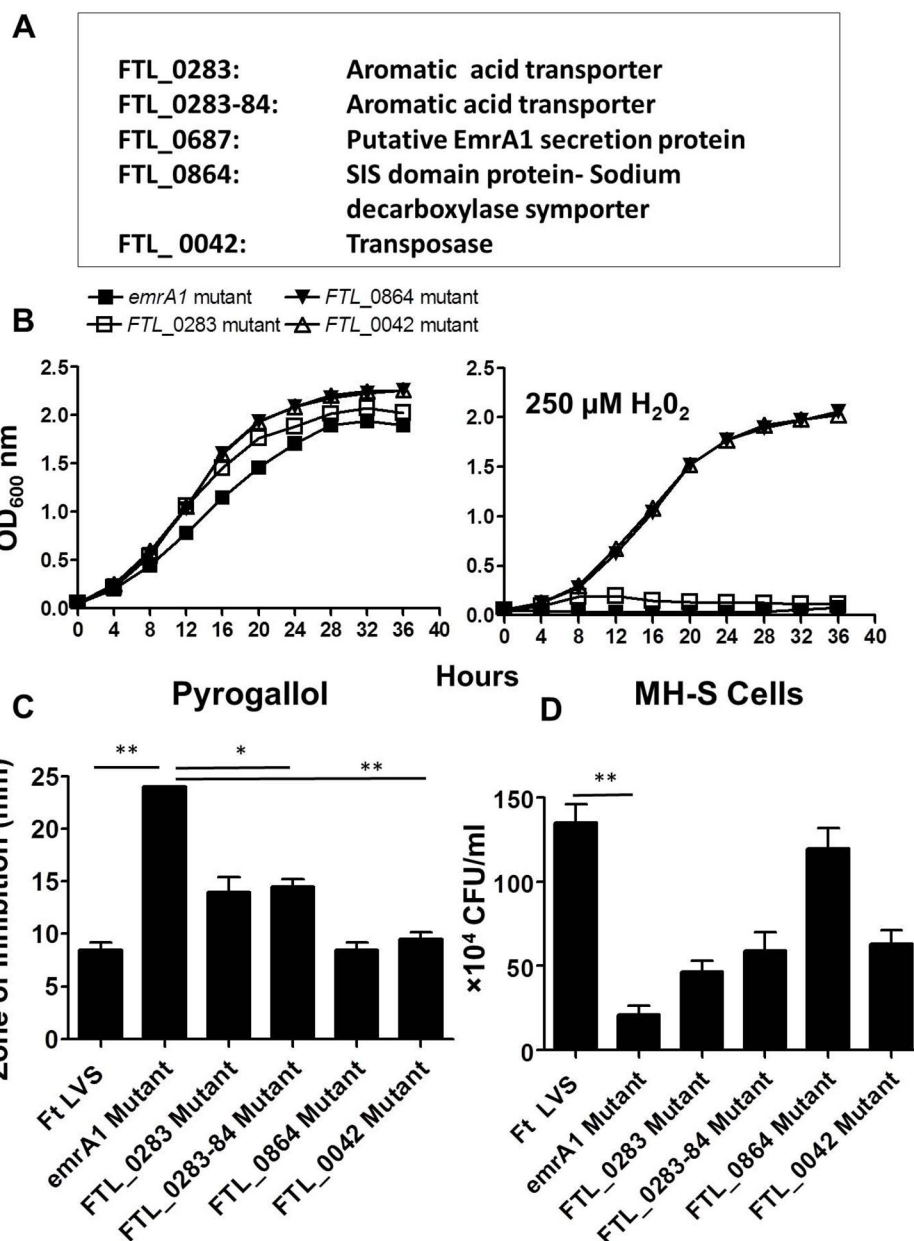 A
FTL_0283: Aromatic acid transporter
FTL_0283-84: Aromatic acid transporter
FTL_0687: Putative EmrA1 secretion protein
FTL_0864: SIS domain protein- Sodium
decarboxylase symporter
FTL_ 0042: Transposase
emrA1 mutant FTL_0864 mutant
FTL_0283 mutant FTL_0042 mutant
B
OD600 nm
2.5
2.0
1.5
1.0
0.5
0.0
0 4 8 12 16 20 24 28 32 36 40
250 µM H202
2.5
2.0
1.5
1.0
0.5
0.0
0 4 8 12 16 20 24 28 32 36 40
Hours
C
Pyrogallol
** * **
Zone of Inhibition (mm)
25
20
15
10
5
0
Ft LVS
emrA1 Mutant
FTL_0283 Mutant
FTL_0283-84 Mutant
FTL_0864 Mutant
FTL_0042 Mutant
D
MH-S Cells
**
×10⁴ CFU/ml
150
100
50
0
Ft LVS
emrA1 Mutant
FTL_0283 Mutant
FTL_0283-84 Mutant
FTL_0864 Mutant
FTL_0042 Mutant